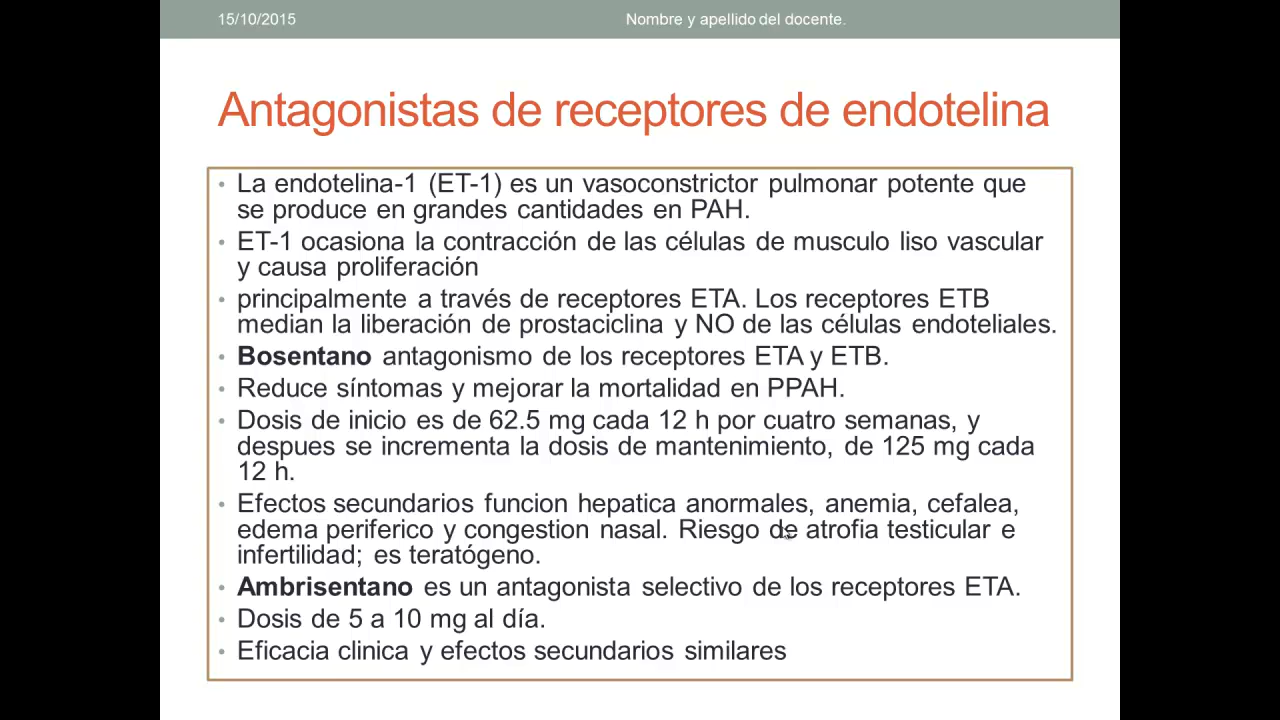 15/10/2015
Nombre y apellido del docente.
Antagonistas de receptores de endotelina
• La endotelina-1 (ET-1) es un vasoconstrictor pulmonar potente que
se produce en grandes cantidades en PAH.
• ET-1 ocasiona la contracción de las células de musculo liso vascular
y causa proliferación
• principalmente a través de receptores ETA. Los receptores ETB
median la liberación de prostaciclina y NO de las células endoteliales.
• Bosentano antagonismo de los receptores ETA y ETB.
• Reduce síntomas y mejorar la mortalidad en PPAH.
• Dosis de inicio es de 62.5 mg cada 12 h por cuatro semanas, y
despues se incrementa la dosis de mantenimiento, de 125 mg cada
12 h.
• Efectos secundarios funcion hepatica anormales, anemia, cefalea,
edema periferico y congestion nasal. Riesgo de atrofia testicular e
infertilidad; es teratógeno.
• Ambrisentano es un antagonista selectivo de los receptores ETA.
• Dosis de 5 a 10 mg al día.
• Eficacia clinica y efectos secundarios similares